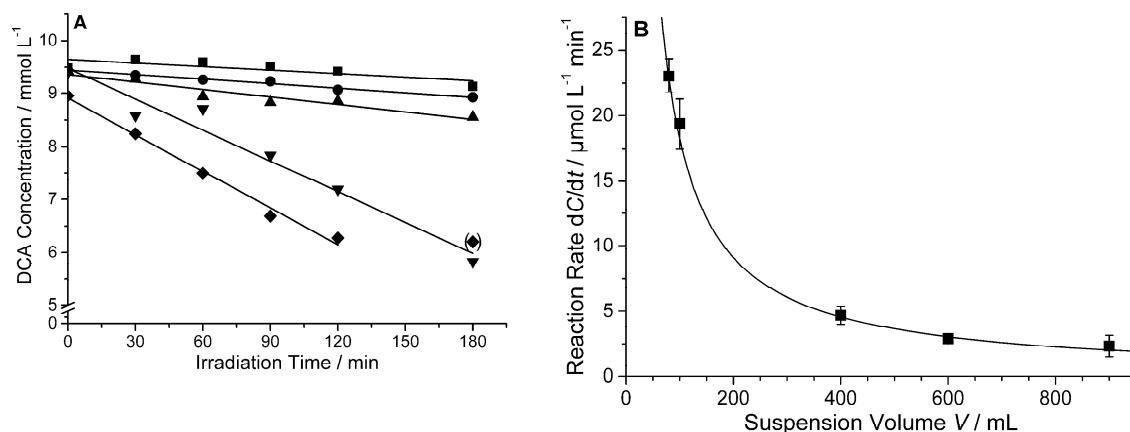 A
DCA Concentration / mmol L⁻¹
10
9
8
7
6
5
0
0 30 60 90 120 150 180
Irradiation Time / min
( )
B
Reaction Rate dC/dt / µmol L⁻¹ min⁻¹
25
20
15
10
5
0
0 200 400 600 800
Suspension Volume V / mL